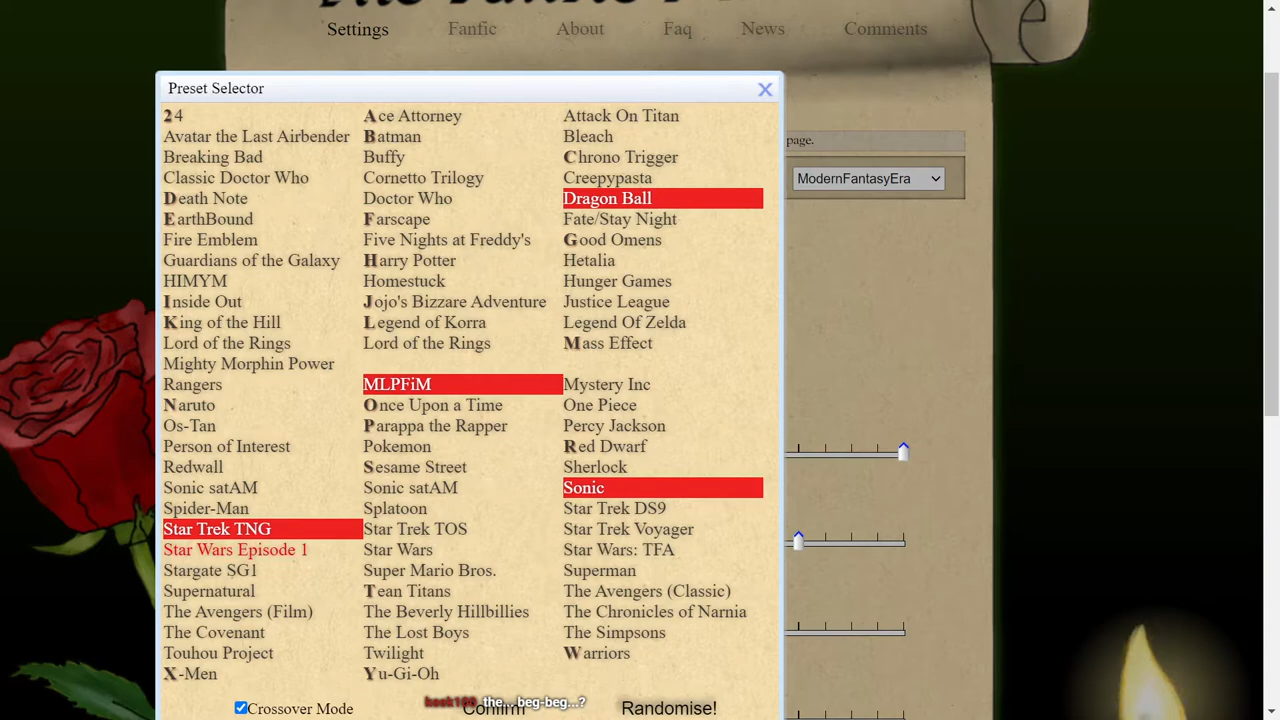 Settings Fanfic About Faq News Comments
Preset Selector
24 Ace Attorney Attack On Titan
Avatar the Last Airbender Batman Bleach
page.
Breaking Bad Buffy Chrono Trigger
Classic Doctor Who Cornetto Trilogy Creepypasta
ModernFantasyEra
Death Note Doctor Who Dragon Ball
EarthBound Farscape Fate/Stay Night
Fire Emblem Five Nights at Freddy's Good Omens
Guardians of the Galaxy Harry Potter Hetalia
HIMYM Homestuck Hunger Games
Inside Out Jojo's Bizzare Adventure Justice League
King of the Hill Legend of Korra Legend Of Zelda
Lord of the Rings Lord of the Rings Mass Effect
Mighty Morphin Power
Rangers MLPFiM Mystery Inc
Naruto Once Upon a Time One Piece
Os-Tan Parappa the Rapper Percy Jackson
Person of Interest Pokemon Red Dwarf
Redwall Sesame Street Sherlock
Sonic satAM Sonic satAM Sonic
Spider-Man Splatoon Star Trek DS9
Star Trek TNG Star Trek TOS Star Trek Voyager
Star Wars Episode 1 Star Wars Star Wars: TFA
Stargate SG1 Super Mario Bros. Superman
Supernatural Tean Titans The Avengers (Classic)
The Avengers (Film) The Beverly Hillbillies The Chronicles of Narnia
The Covenant The Lost Boys The Simpsons
Touhou Project Twilight Warriors
X-Men Yu-Gi-Oh
the... beg-beg...?
Crossover Mode Confirm Randomise!